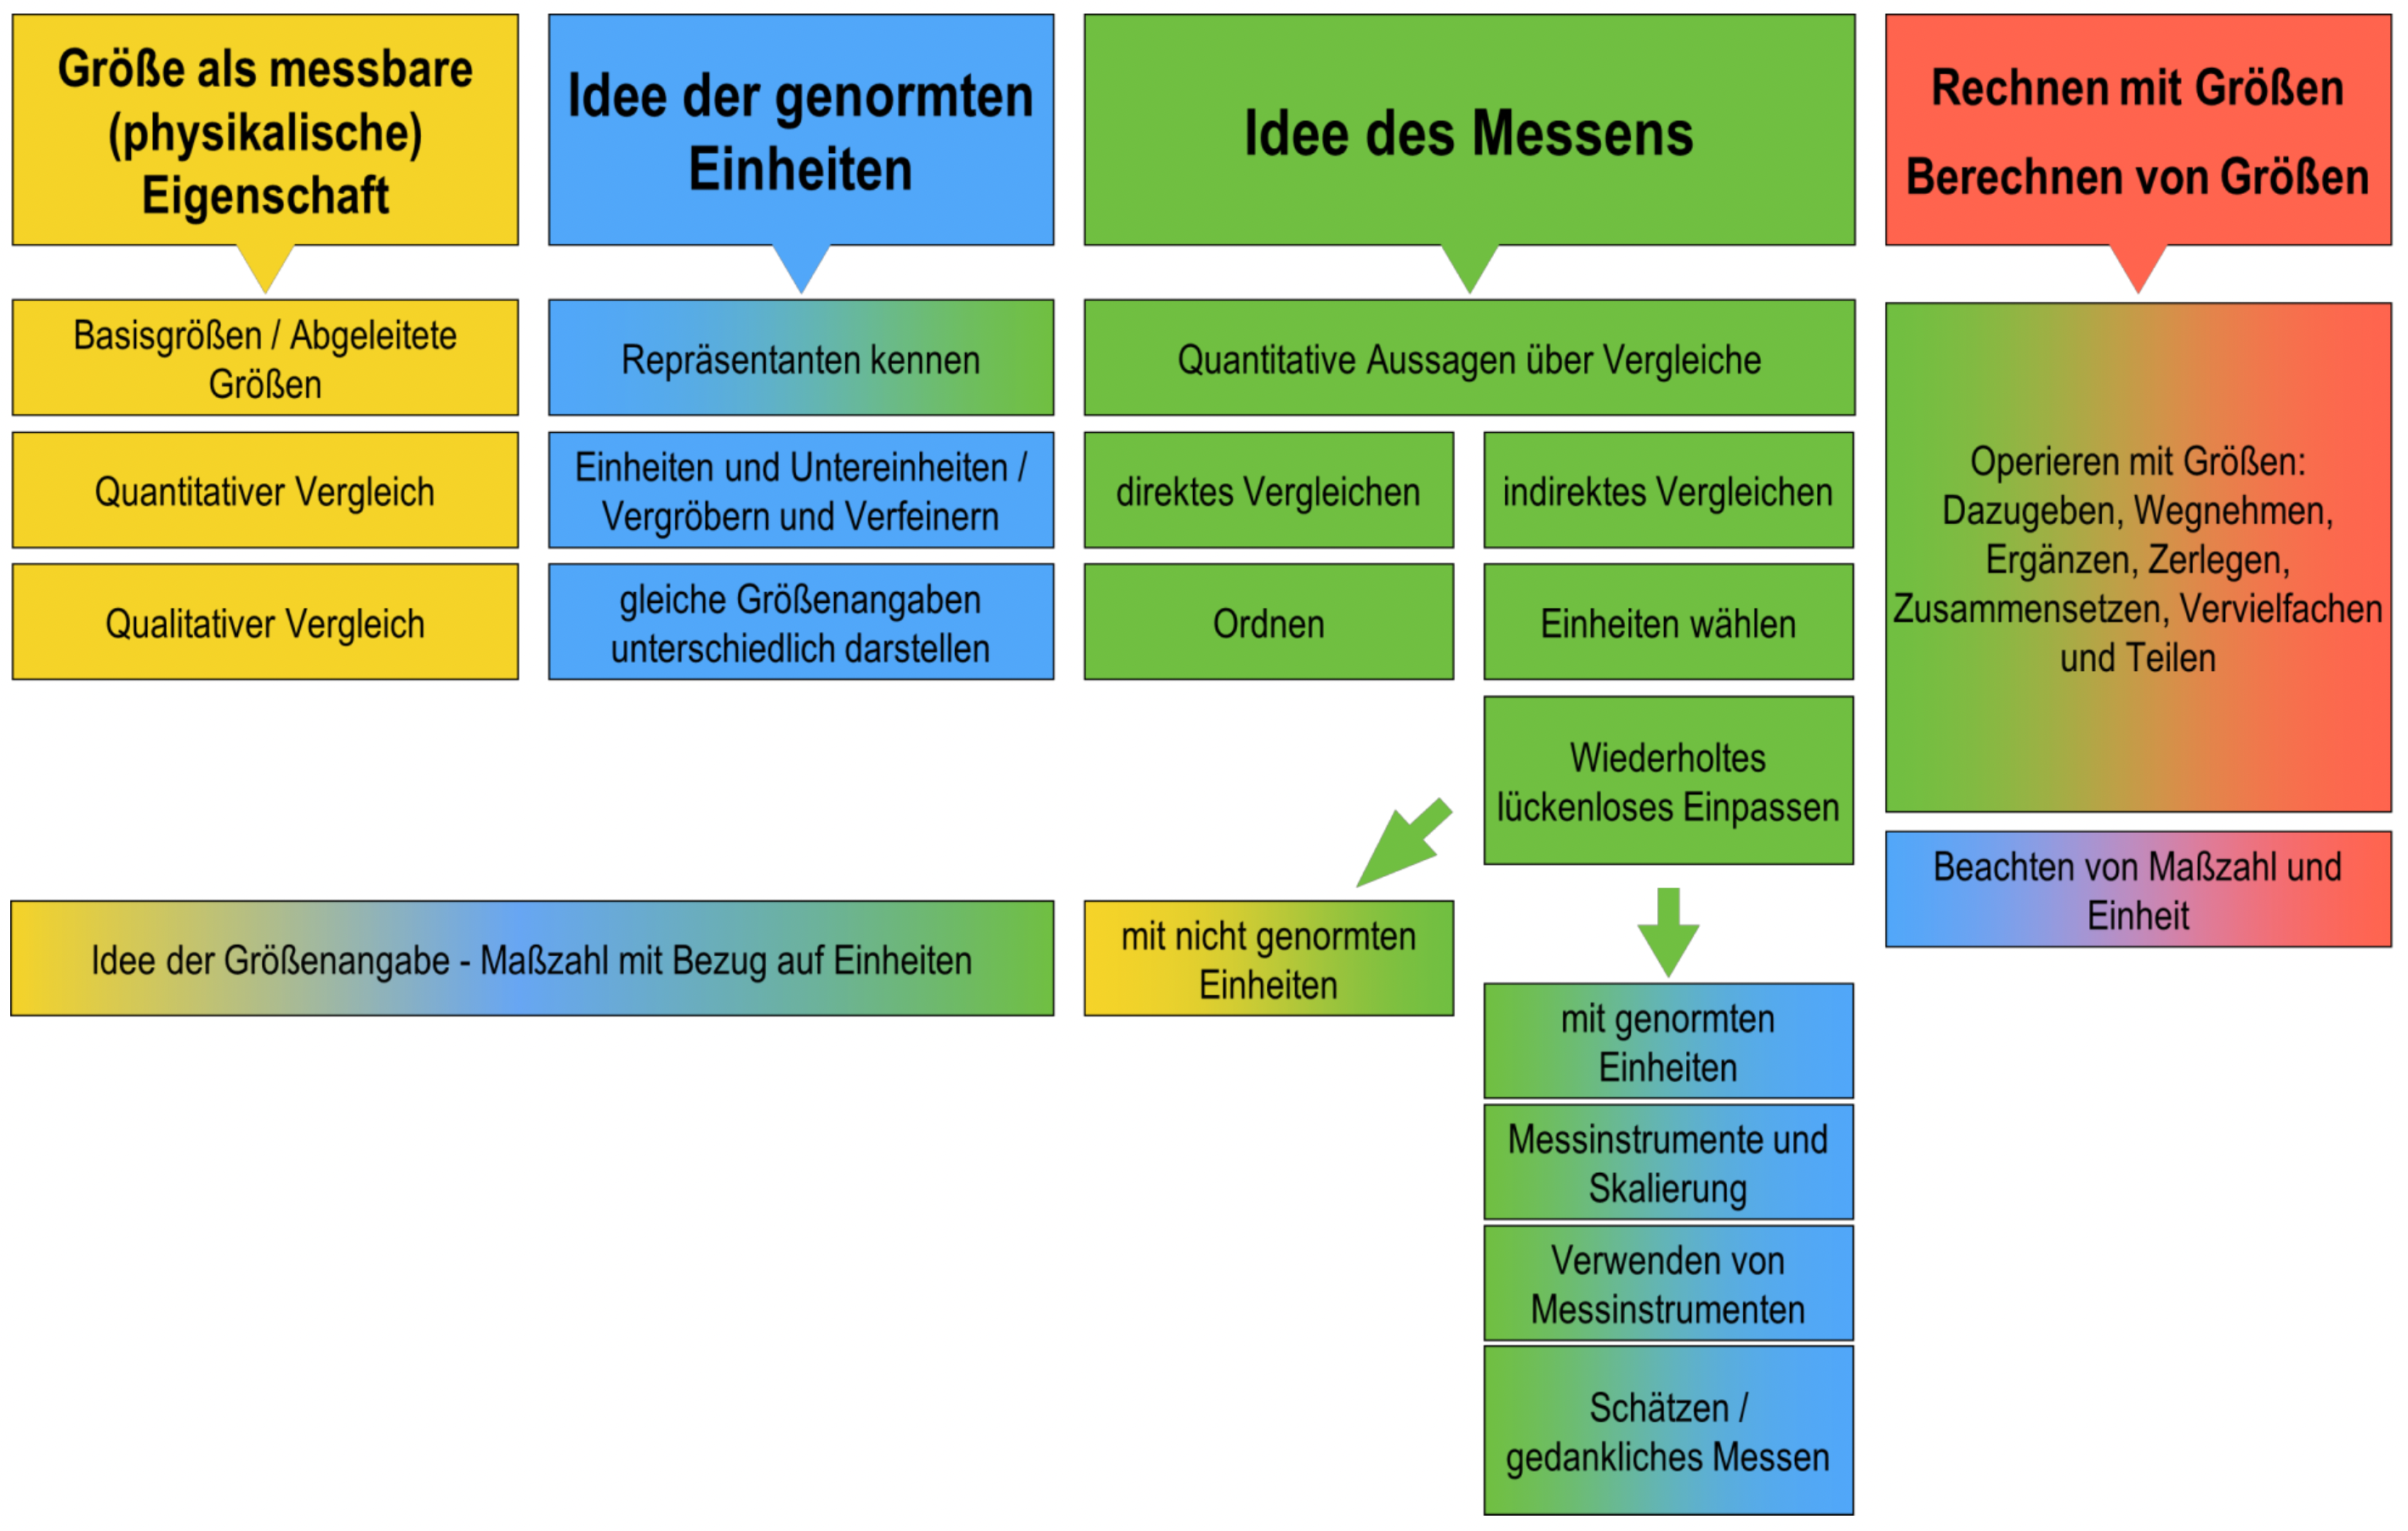 Größe als messbare
(physikalische)
Eigenschaft
Idee der genormten
Einheiten
Idee des Messens
Rechnen mit Größen
Berechnen von Größen
Basisgrößen / Abgeleitete
Größen
Repräsentanten kennen
Quantitative Aussagen über Vergleiche
Quantitativer Vergleich
Einheiten und Untereinheiten /
Vergröbern und Verfeinern
direktes Vergleichen
indirektes Vergleichen
Operieren mit Größen:
Dazugeben, Wegnehmen,
Ergänzen, Zerlegen,
Zusammensetzen, Vervielfachen
und Teilen
Qualitativer Vergleich
gleiche Größenangaben
unterschiedlich darstellen
Ordnen
Einheiten wählen
Wiederholtes
lückenloses Einpassen
Beachten von Maßzahl und
Einheit
Idee der Größenangabe - Maßzahl mit Bezug auf Einheiten
mit nicht genormten
Einheiten
mit genormten
Einheiten
Messinstrumente und
Skalierung
Verwenden von
Messinstrumenten
Schätzen /
gedankliches Messen